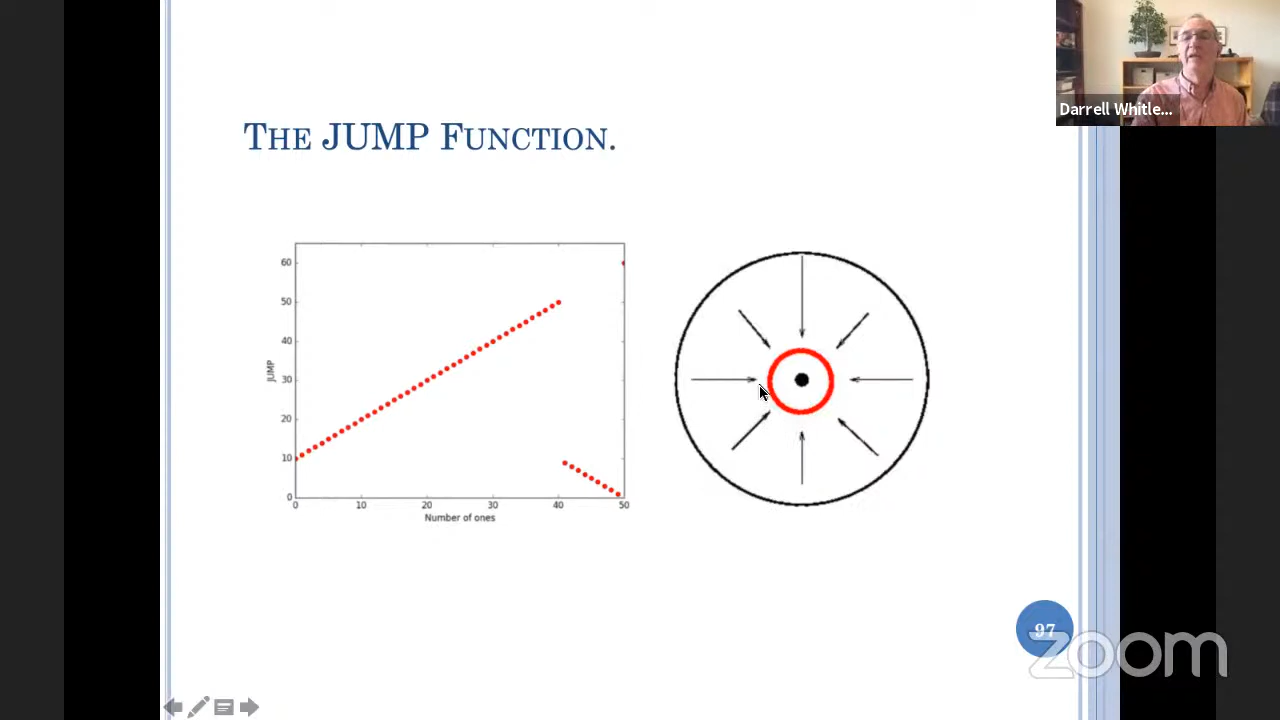 Darrell Whitle...
THE JUMP FUNCTION.
60
50
40
30
20
10
0
JUMP
0 10 20 30 40 50
Number of ones
97
zoom